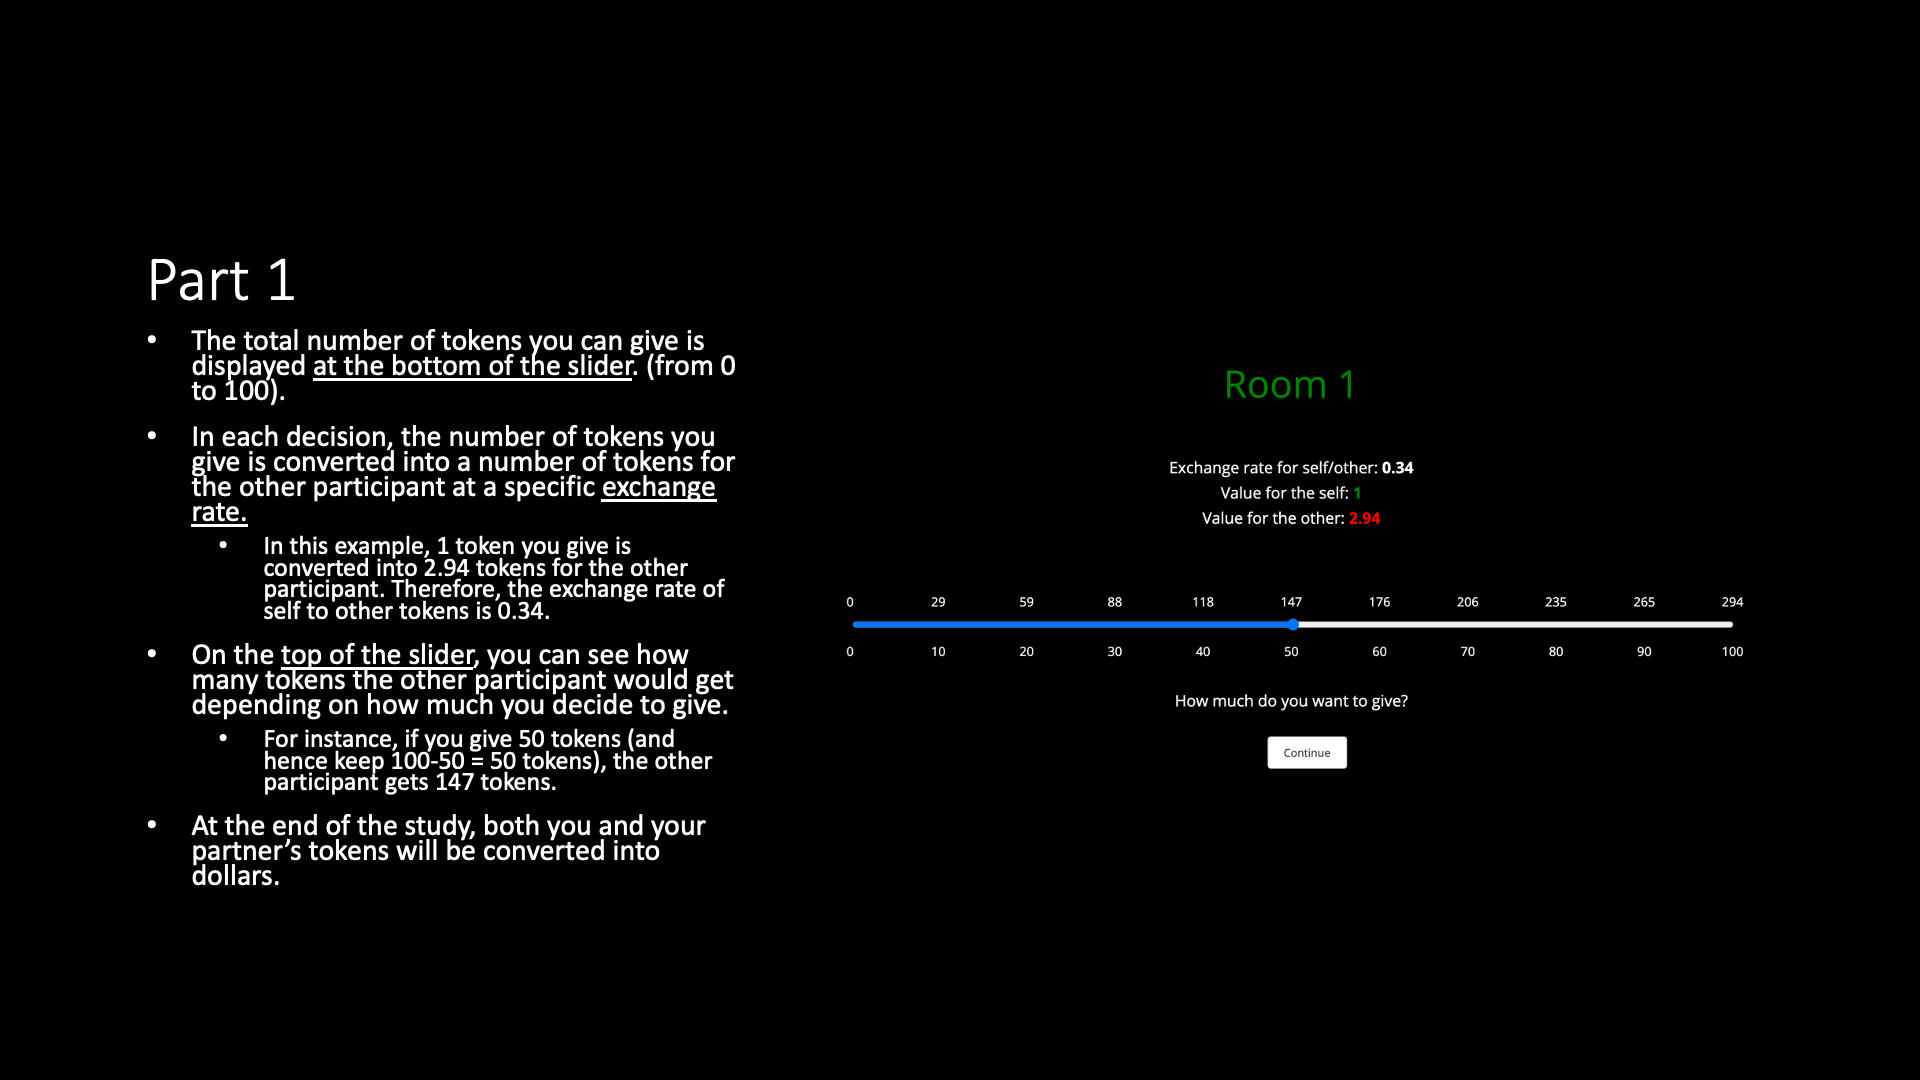 Part 1
• The total number of tokens you can give is
displayed at the bottom of the slider. (from 0
to 100).
• In each decision, the number of tokens you
give is converted into a number of tokens for
the other participant at a specific exchange
rate.
• In this example, 1 token you give is
converted into 2.94 tokens for the other
participant. Therefore, the exchange rate of
self to other tokens is 0.34.
• On the top of the slider, you can see how
many tokens the other participant would get
depending on how much you decide to give.
• For instance, if you give 50 tokens (and
hence keep 100-50 = 50 tokens), the other
participant gets 147 tokens.
• At the end of the study, both you and your
partner’s tokens will be converted into
dollars.
Room 1
Exchange rate for self/other: 0.34
Value for the self: 1
Value for the other: 2.94
0 29 59 88 118 147 176 206 235 265 294
0 10 20 30 40 50 60 70 80 90 100
How much do you want to give?
Continue